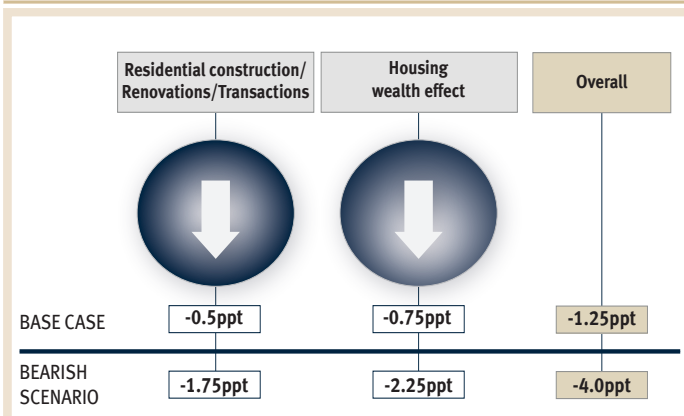 Residential construction/
Renovations/Transactions
Housing
wealth effect
Overall
BASE CASE
-0.5ppt
-0.75ppt
-1.25ppt
BEARISH
SCENARIO
-1.75ppt
-2.25ppt
-4.0ppt